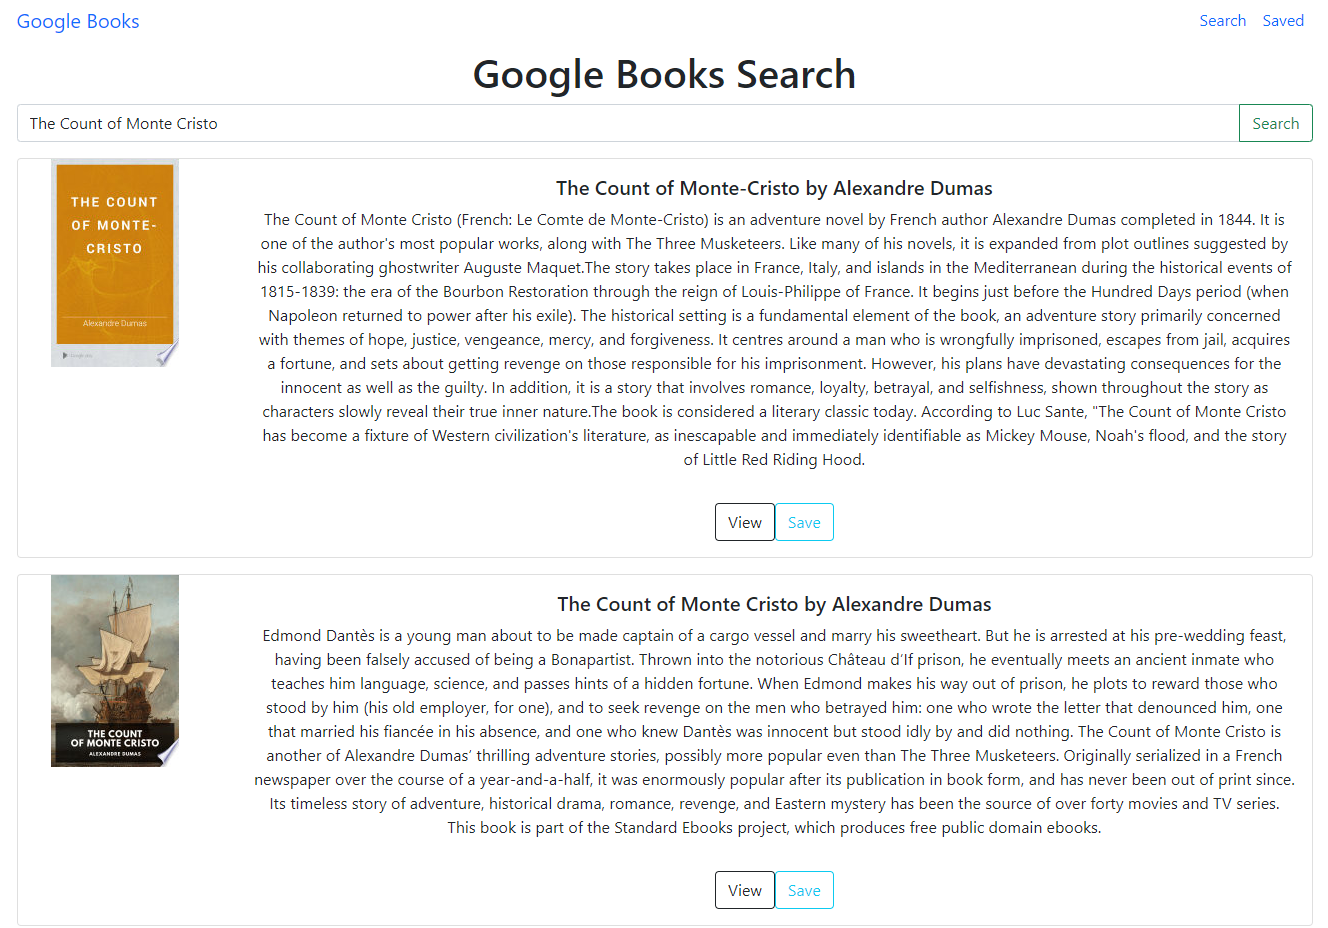 Google Books
Search Saved
Google Books Search
The Count of Monte Cristo
Search
THE COUNT
OF MONTE-
CRISTO
Alexandre Dumas
The Count of Monte-Cristo by Alexandre Dumas
The Count of Monte Cristo (French: Le Comte de Monte-Cristo) is an adventure novel by French author Alexandre Dumas completed in 1844. It is
one of the author's most popular works, along with The Three Musketeers. Like many of his novels, it is expanded from plot outlines suggested by
his collaborating ghostwriter Auguste Maquet.The story takes place in France, Italy, and islands in the Mediterranean during the historical events of
1815-1839: the era of the Bourbon Restoration through the reign of Louis-Philippe of France. It begins just before the Hundred Days period (when
Napoleon returned to power after his exile). The historical setting is a fundamental element of the book, an adventure story primarily concerned
with themes of hope, justice, vengeance, mercy, and forgiveness. It centres around a man who is wrongfully imprisoned, escapes from jail, acquires
a fortune, and sets about getting revenge on those responsible for his imprisonment. However, his plans have devastating consequences for the
innocent as well as the guilty. In addition, it is a story that involves romance, loyalty, betrayal, and selfishness, shown throughout the story as
characters slowly reveal their true inner nature.The book is considered a literary classic today. According to Luc Sante, "The Count of Monte Cristo
has become a fixture of Western civilization's literature, as inescapable and immediately identifiable as Mickey Mouse, Noah's flood, and the story
of Little Red Riding Hood.
View Save
THE COUNT
OF MONTE CRISTO
ALEXANDRE DUMAS
The Count of Monte Cristo by Alexandre Dumas
Edmond Dantès is a young man about to be made captain of a cargo vessel and marry his sweetheart. But he is arrested at his pre-wedding feast,
having been falsely accused of being a Bonapartist. Thrown into the notorious Château d’If prison, he eventually meets an ancient inmate who
teaches him language, science, and passes hints of a hidden fortune. When Edmond makes his way out of prison, he plots to reward those who
stood by him (his old employer, for one), and to seek revenge on the men who betrayed him: one who wrote the letter that denounced him, one
that married his fiancée in his absence, and one who knew Dantès was innocent but stood idly by and did nothing. The Count of Monte Cristo is
another of Alexandre Dumas’ thrilling adventure stories, possibly more popular even than The Three Musketeers. Originally serialized in a French
newspaper over the course of a year-and-a-half, it was enormously popular after its publication in book form, and has never been out of print since.
Its timeless story of adventure, historical drama, romance, revenge, and Eastern mystery has been the source of over forty movies and TV series.
This book is part of the Standard Ebooks project, which produces free public domain ebooks.
View Save